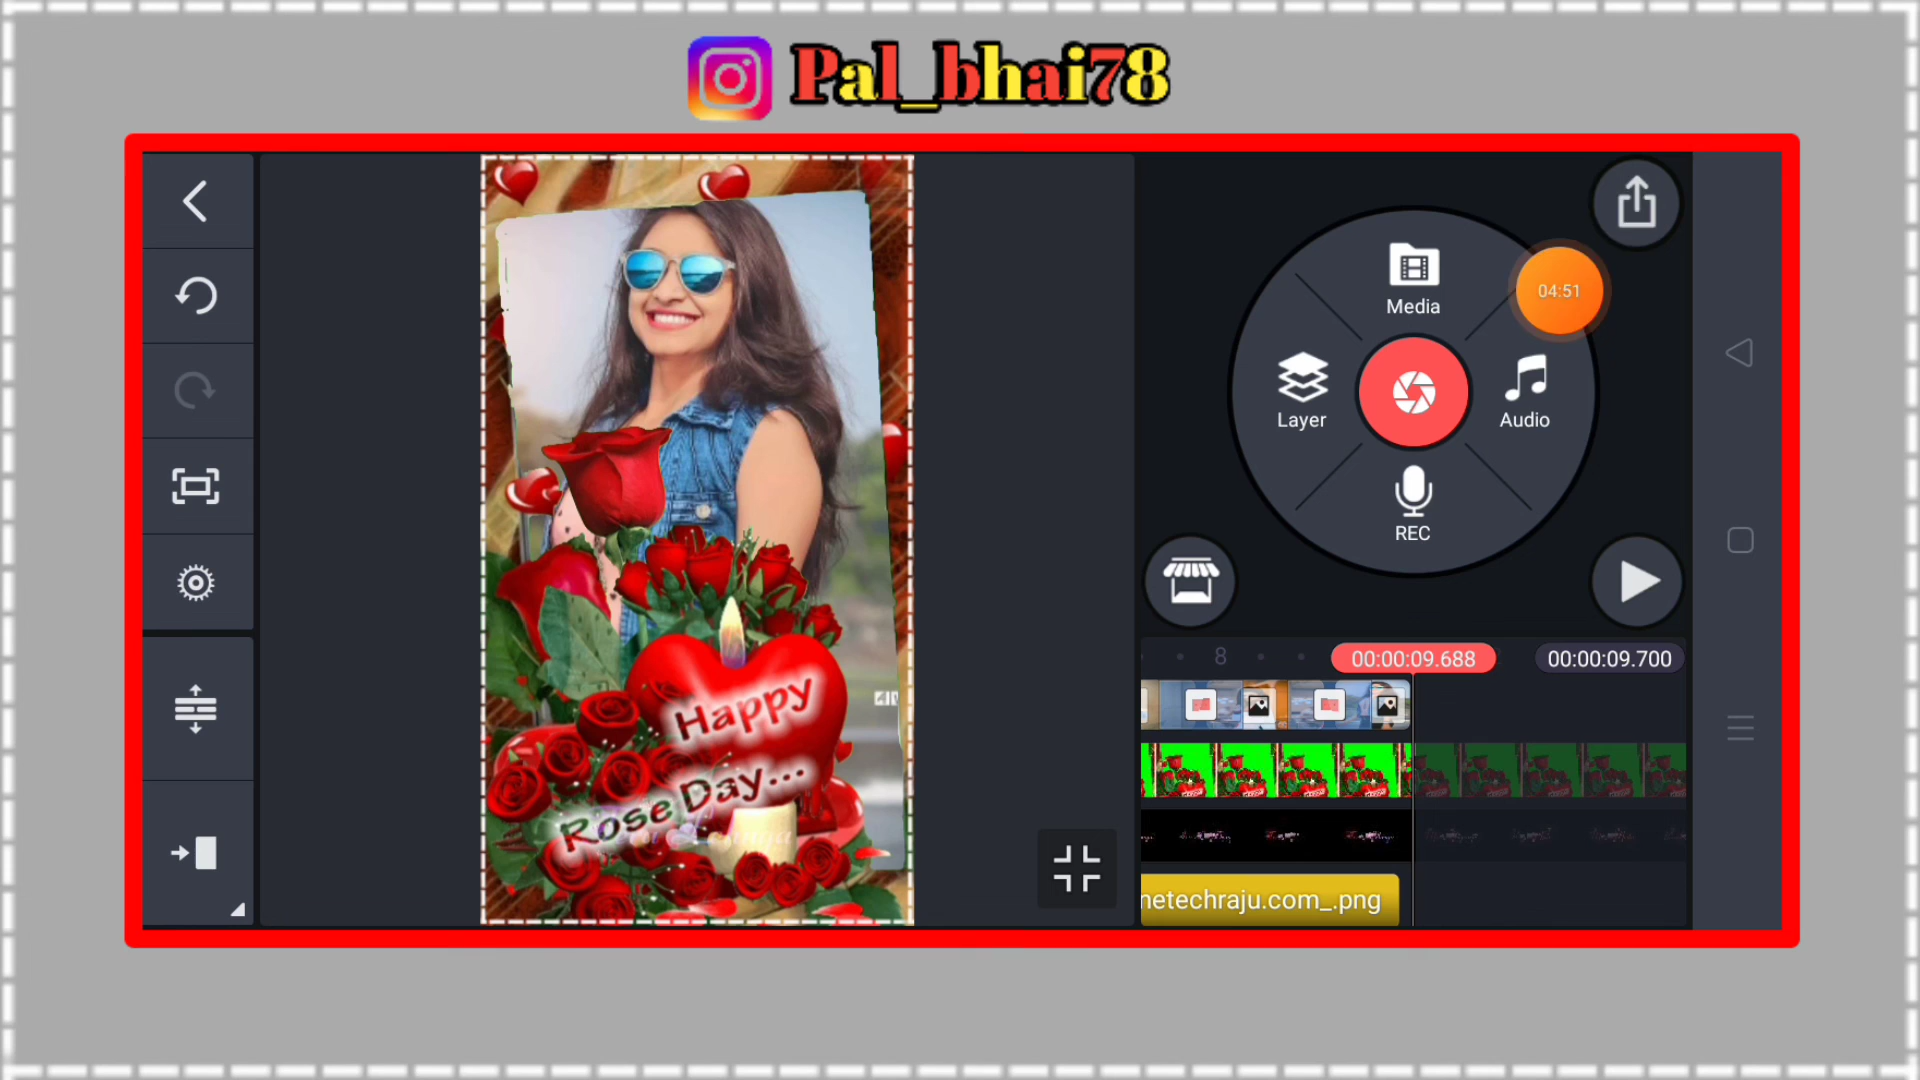 Pal_bhai78
Media
04:51
Layer
Audio
REC
8
00:00:09.688
00:00:09.700
Happy
Rose Day...
netechraju.com_.png